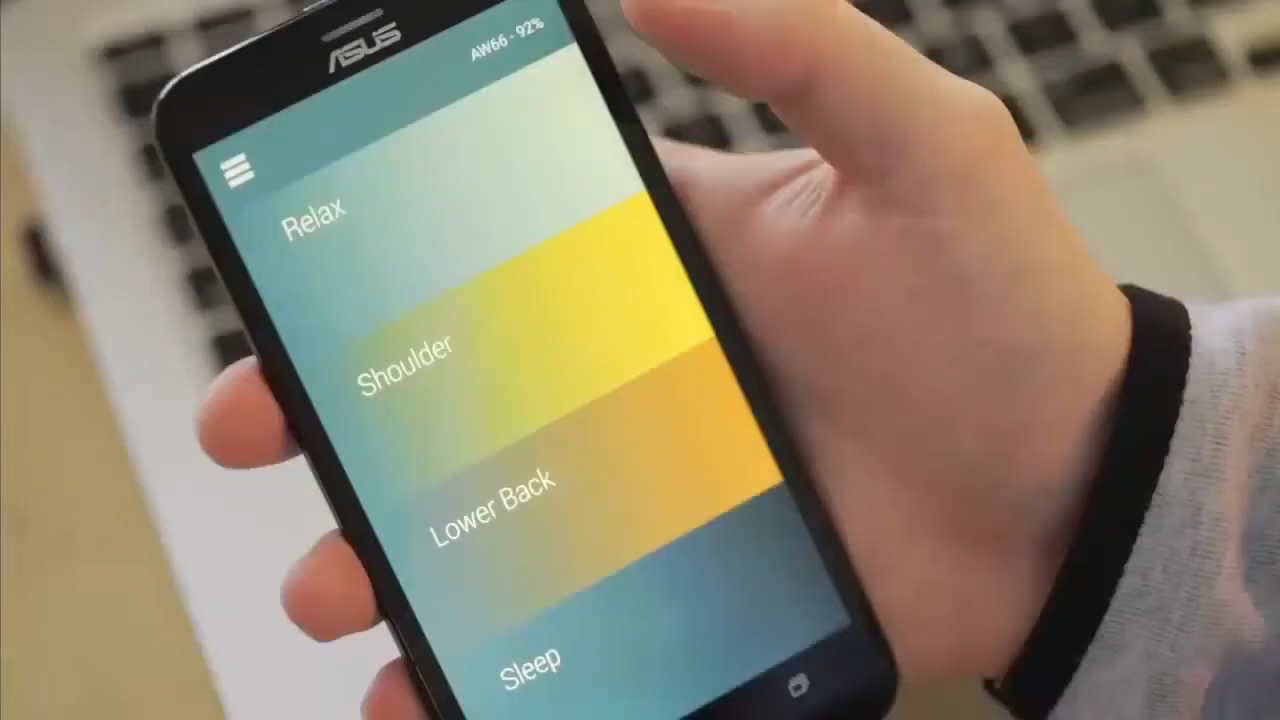 ASUS
AW66 - 92%
Relax
Shoulder
Lower Back
Sleep